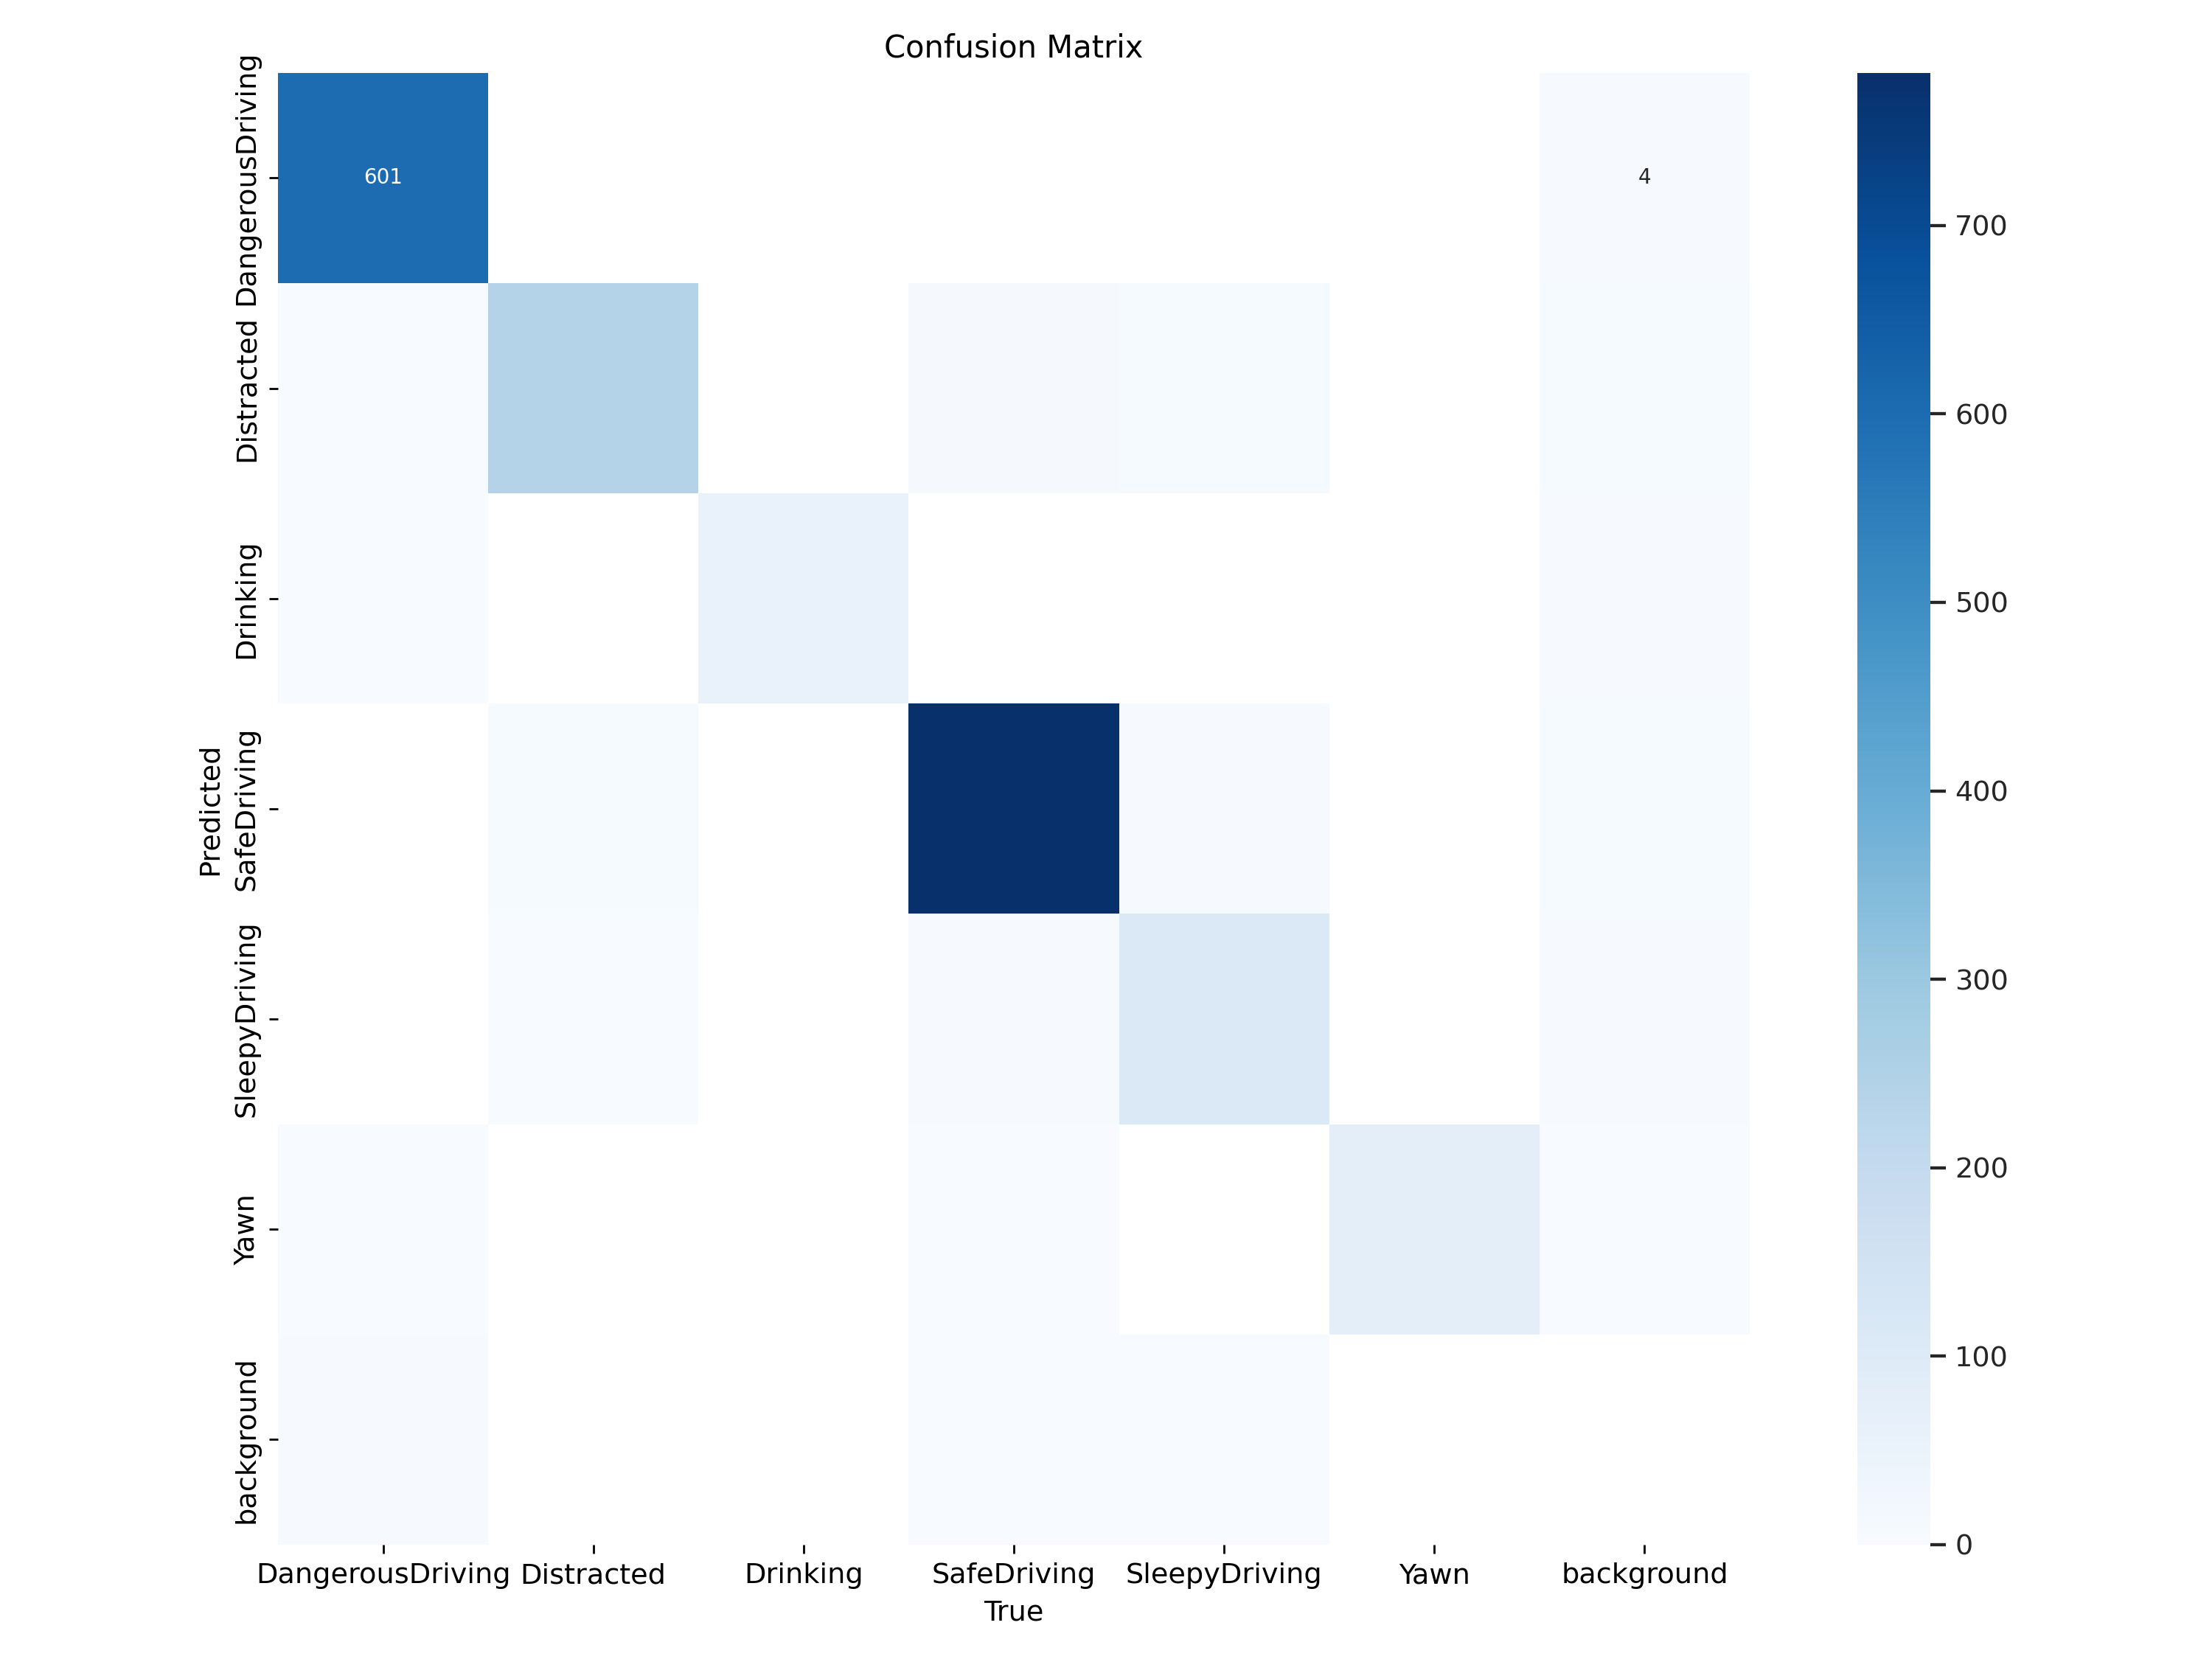 Confusion Matrix
DangerousDriving
Distracted
Drinking
SafeDriving
SleepyDriving
Yawn
background
Predicted
601
4
DangerousDriving Distracted Drinking SafeDriving SleepyDriving Yawn background
True
700
600
500
400
300
200
100
0